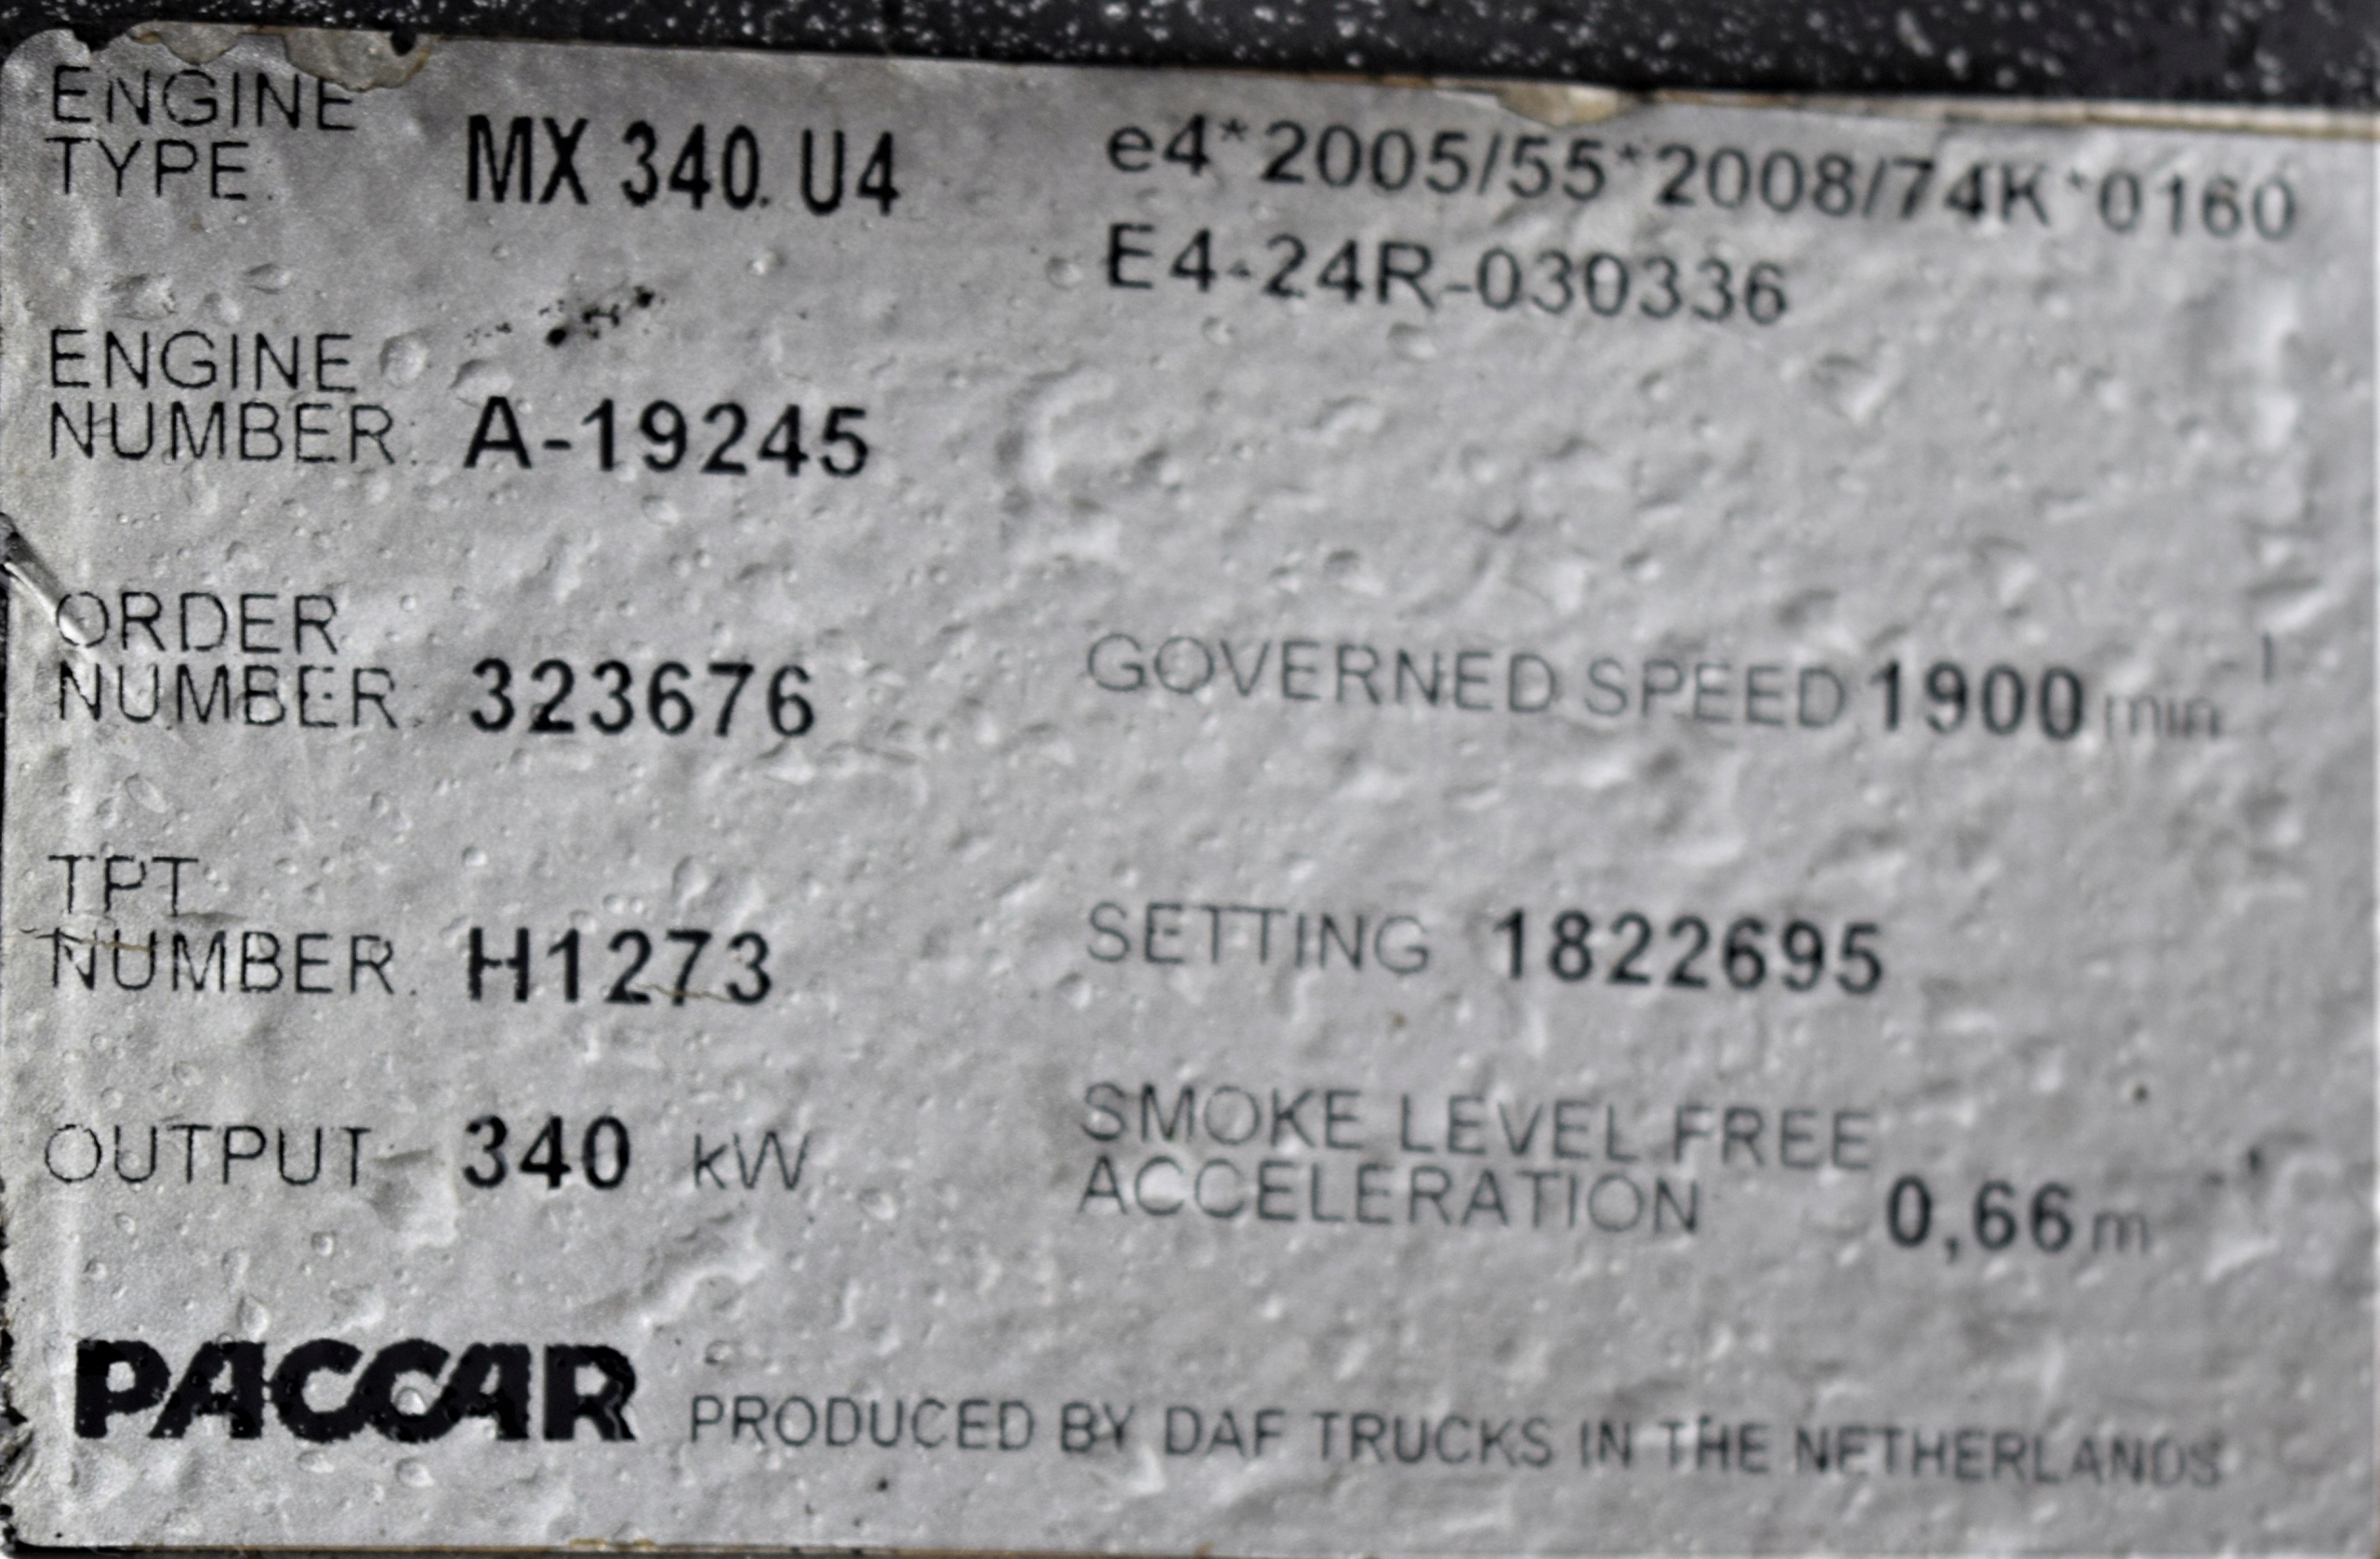 ENGINE
TYPE. MX 340 U4
e4*2005/55*2008/74K*0160
E4-24R-030336
ENGINE
NUMBER: A-19245
ORDER
NUMBER: 323676
GOVERNED SPEED 1900 min-1
TPT
NUMBER: H1273
SETTING 1822695
OUTPUT 340 kW
SMOKE LEVEL FREE
ACCELERATION 0,66 m
PACCAR PRODUCED BY DAF TRUCKS IN THE NETHERLANDS